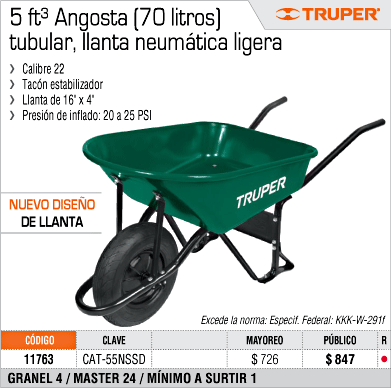 5 ft³ Angosta (70 litros)
TRUPER®
tubular, llanta neumática ligera
Calibre 22
Tacón estabilizador
Llanta de 16" x 4"
Presión de inflado: 20 a 25 PSI
TRUPER
NUEVO DISEÑO
DE LLANTA
Excede la norma: Especif. Federal: KKK-W-291f
CÓDIGO CLAVE MAYOREO PÚBLICO R
11763 CAT-55NSSD $ 726 $ 847
GRANEL 4 / MASTER 24 / MÍNIMO A SURTIR 1